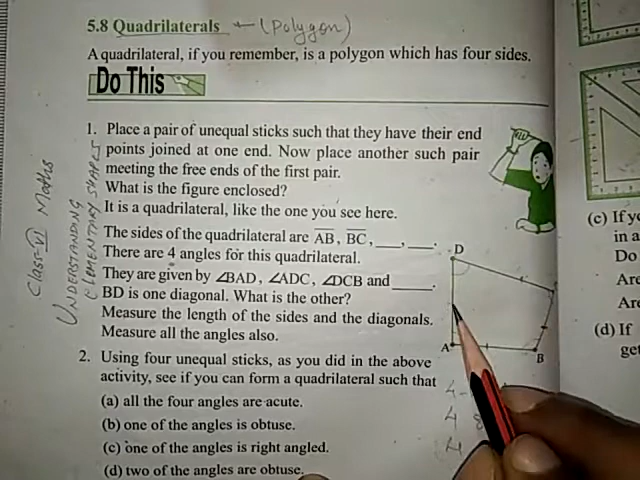 5.8 Quadrilaterals ← (Polygon)
A quadrilateral, if you remember, is a polygon which has four sides.
Do This
1. Place a pair of unequal sticks such that they have their end
points joined at one end. Now place another such pair
meeting the free ends of the first pair.
What is the figure enclosed?
It is a quadrilateral, like the one you see here.
The sides of the quadrilateral are AB, BC, ___, ___.
There are 4 angles for this quadrilateral.
They are given by ∠BAD, ∠ADC, ∠DCB and _____.
BD is one diagonal. What is the other?
Measure the length of the sides and the diagonals.
Measure all the angles also.
2. Using four unequal sticks, as you did in the above
activity, see if you can form a quadrilateral such that
(a) all the four angles are acute.
(b) one of the angles is obtuse.
(c) one of the angles is right angled.
(d) two of the angles are obtuse.
Class-VI Maths
UNDERSTANDING
ELEMENTARY SHAPES
D
A
B
4-
4 8
4
(c) If yo
in a
Do
Are
Are
(d) If
get